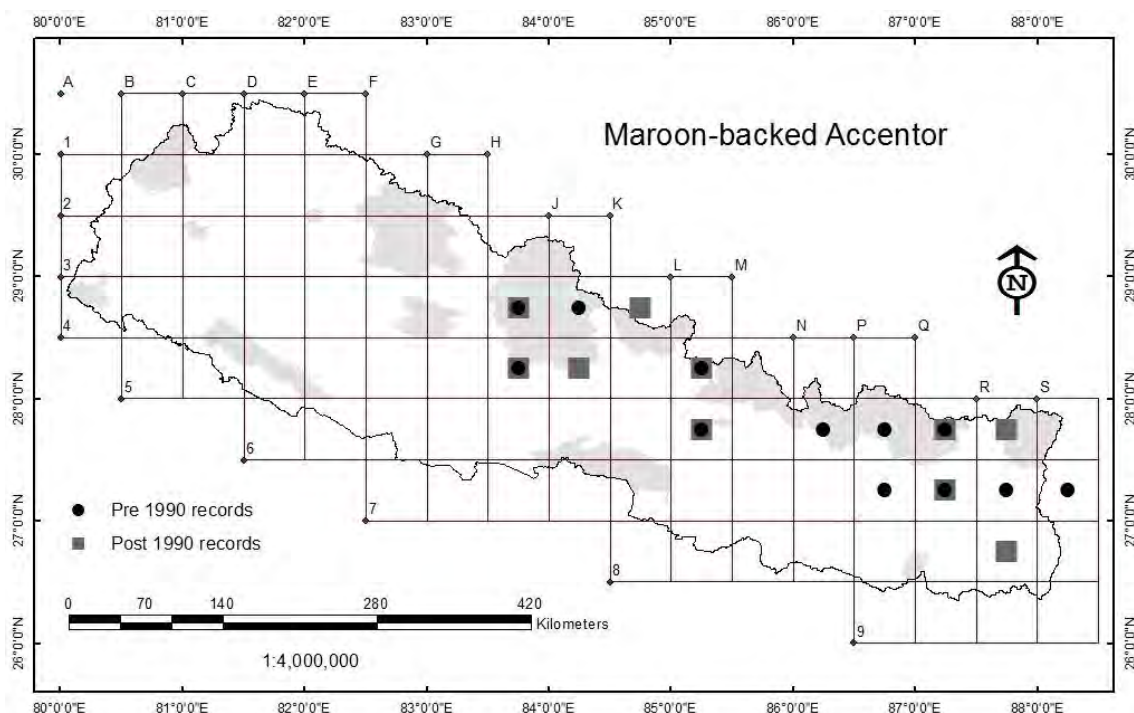 80°0'0"E 81°0'0"E 82°0'0"E 83°0'0"E 84°0'0"E 85°0'0"E 86°0'0"E 87°0'0"E 88°0'0"E
A B C D E F
Maroon-backed Accentor
30°0'0"N 1 G H 30°0'0"N
2 J K
29°0'0"N 3 L M N 29°0'0"N
4 N P Q
28°0'0"N 5 R S 28°0'0"N
6
Pre 1990 records
27°0'0"N 7 27°0'0"N
Post 1990 records
8
0 70 140 280 420
Kilometers
26°0'0"N 9 26°0'0"N
1:4,000,000
80°0'0"E 81°0'0"E 82°0'0"E 83°0'0"E 84°0'0"E 85°0'0"E 86°0'0"E 87°0'0"E 88°0'0"E